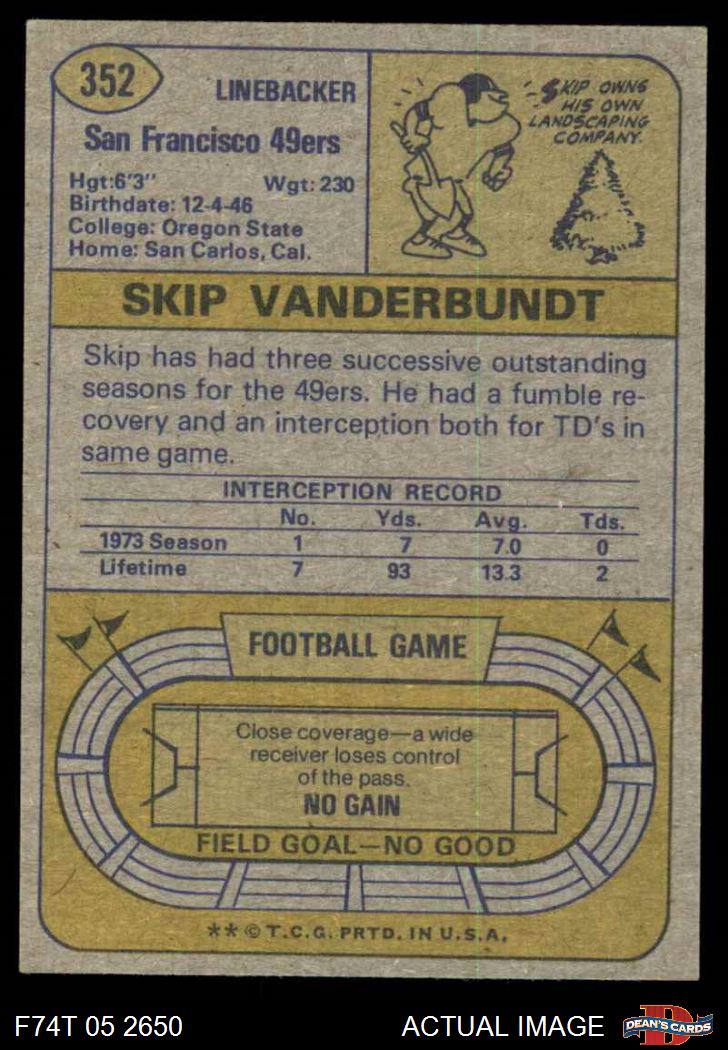 352
LINEBACKER
San Francisco 49ers
Hgt:6'3" Wgt: 230
Birthdate: 12-4-46
College: Oregon State
Home: San Carlos, Cal.
SKIP OWNS
HIS OWN
LANDSCAPING
COMPANY.
SKIP VANDERBUNDT
Skip has had three successive outstanding
seasons for the 49ers. He had a fumble re-
covery and an interception both for TD's in
same game.
INTERCEPTION RECORD
No. Yds. Avg. Tds.
1973 Season 1 7 7.0 0
Lifetime 7 93 13.3 2
FOOTBALL GAME
Close coverage—a wide
receiver loses control
of the pass.
NO GAIN
FIELD GOAL—NO GOOD
** © T.C.G. PRTD. IN U.S.A.
F74T 05 2650 ACTUAL IMAGE
D
DEAN'S CARDS